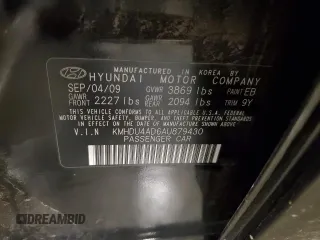 MANUFACTURED IN KOREA BY
HYUNDAI MOTOR COMPANY
SEP/04/09 GVWR 3869 lbs PAINT EB
GAWR FRONT 2227 lbs GAWR REAR 2094 lbs TRIM 9Y
THIS VEHICLE CONFORMS TO ALL APPLICABLE U.S. FEDERAL
MOTOR VEHICLE SAFETY, BUMPER, AND THEFT PREVENTION STANDARDS
IN EFFECT ON THE DATE OF MANUFACTURE SHOWN ABOVE.
V.I.N KMHDU4AD6AU879430
PASSENGER CAR
DREAMBID